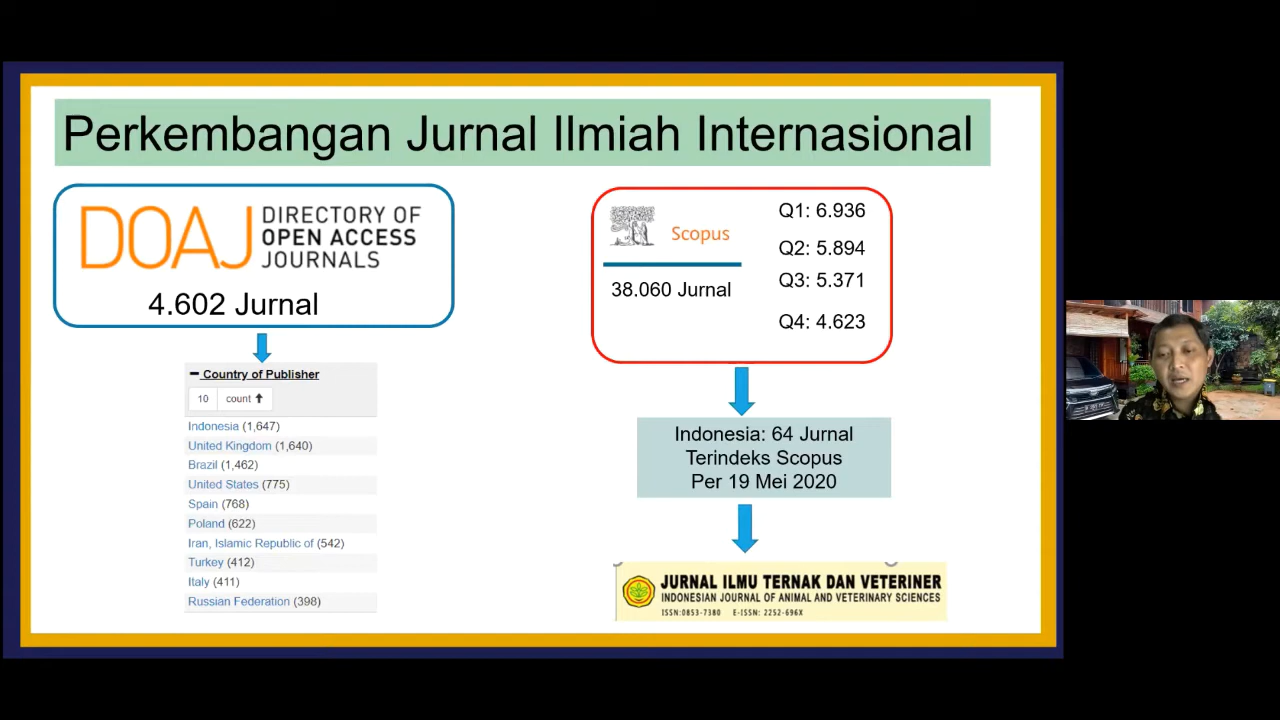 Perkembangan Jurnal Ilmiah Internasional
DOAJ
DIRECTORY OF
OPEN ACCESS
JOURNALS
4.602 Jurnal
Country of Publisher
10 count
Indonesia (1,647)
United Kingdom (1,640)
Brazil (1,462)
United States (775)
Spain (768)
Poland (622)
Iran, Islamic Republic of (542)
Turkey (412)
Italy (411)
Russian Federation (398)
Scopus
38.060 Jurnal
Q1: 6.936
Q2: 5.894
Q3: 5.371
Q4: 4.623
Indonesia: 64 Jurnal
Terindeks Scopus
Per 19 Mei 2020
JURNAL ILMU TERNAK DAN VETERINER
INDONESIAN JOURNAL OF ANIMAL AND VETERINARY SCIENCES
ISSN:0853-7380 E-ISSN: 2252-696X